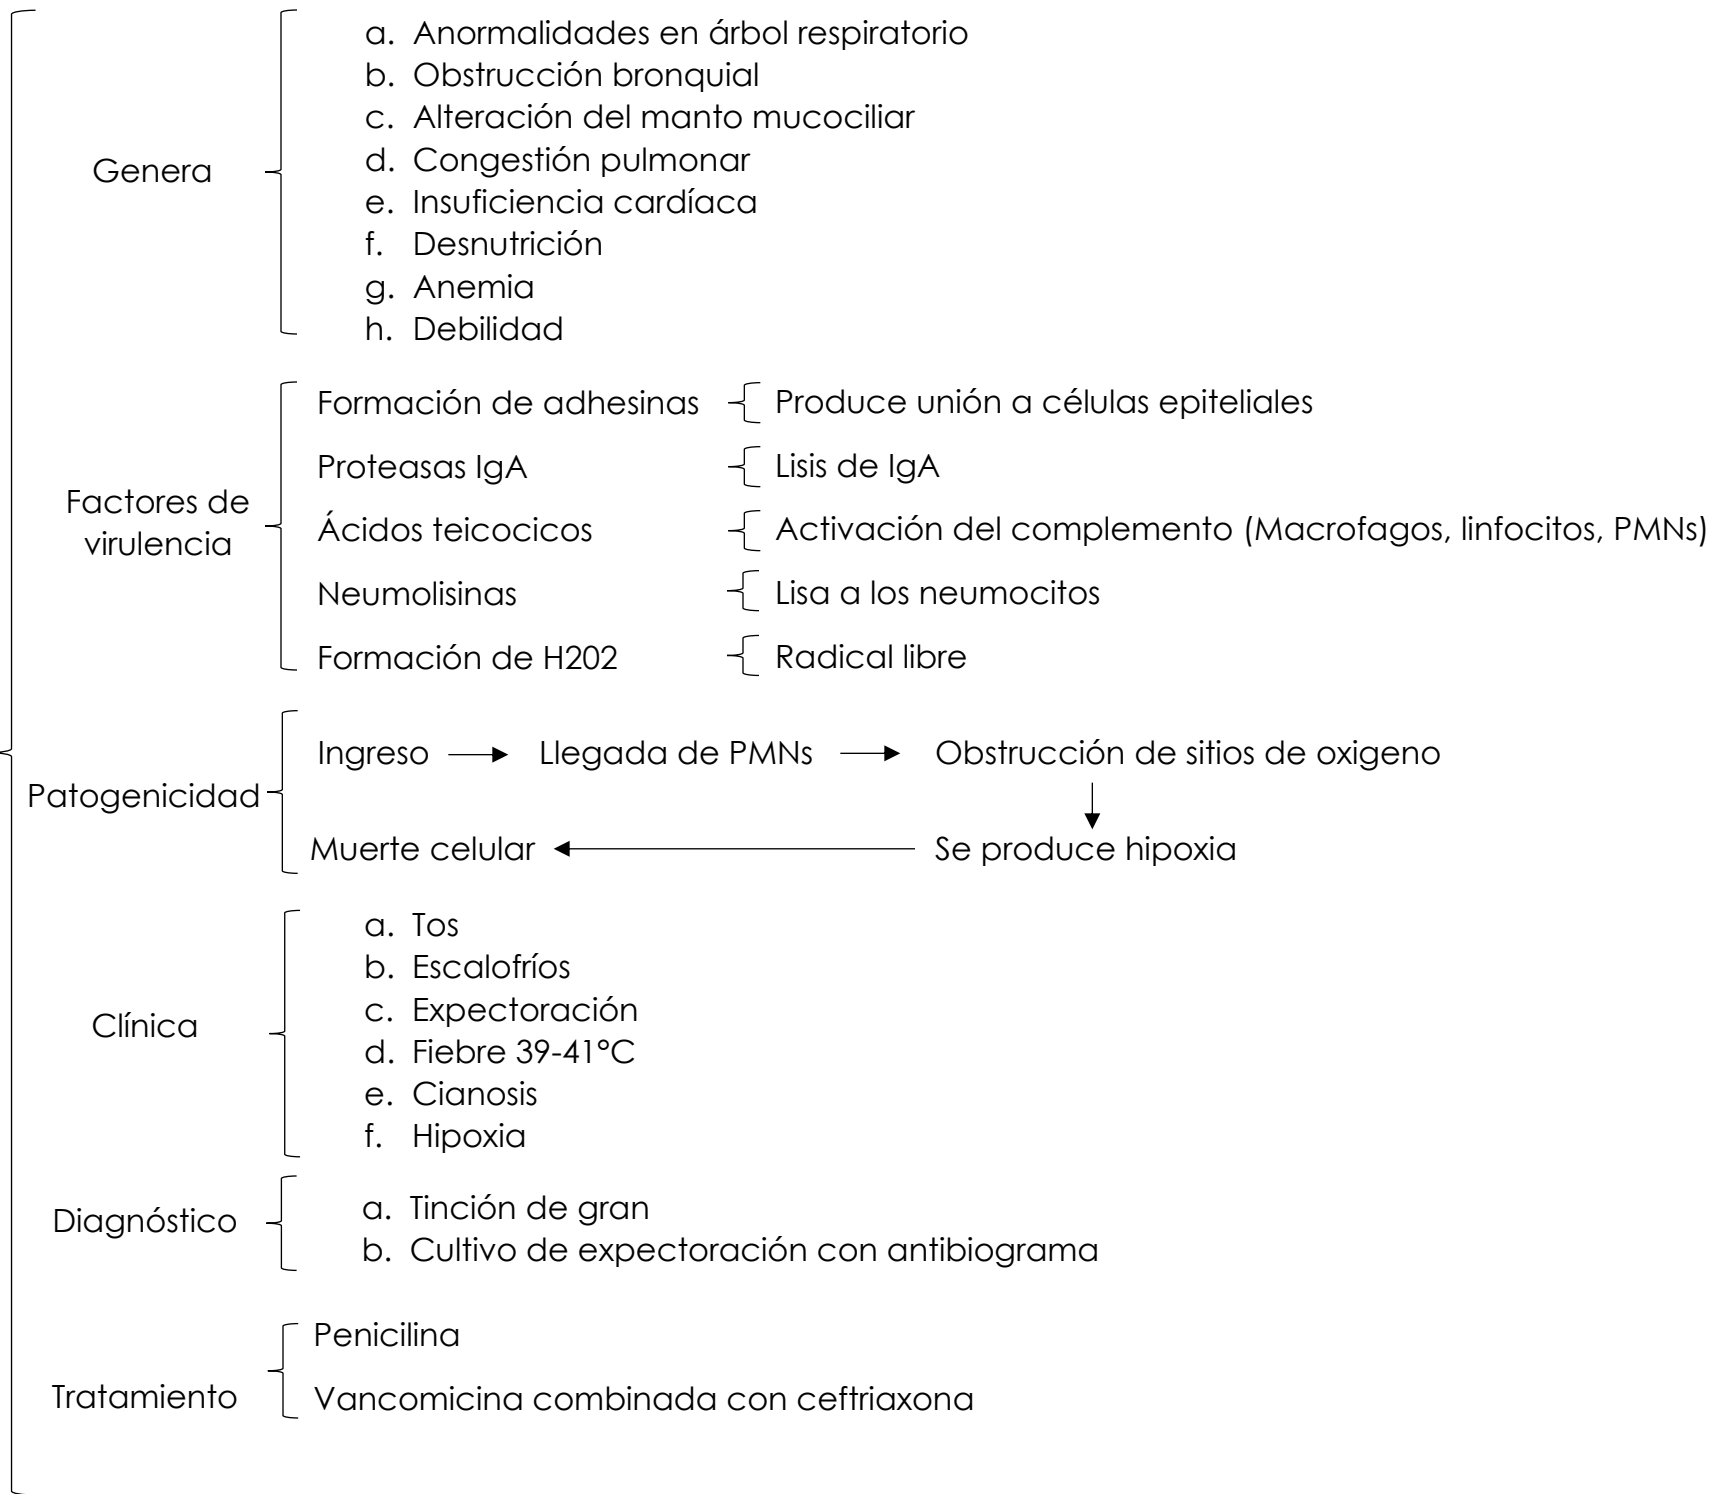 Genera
a. Anormalidades en árbol respiratorio
b. Obstrucción bronquial
c. Alteración del manto mucociliar
d. Congestión pulmonar
e. Insuficiencia cardíaca
f. Desnutrición
g. Anemia
h. Debilidad
Factores de
virulencia
Formación de adhesinas
Produce unión a células epiteliales
Proteasas IgA
Lisis de IgA
Ácidos teicocicos
Activación del complemento (Macrofagos, linfocitos, PMNs)
Neumolisinas
Lisa a los neumocitos
Formación de H202
Radical libre
Patogenicidad
Ingreso
Llegada de PMNs
Obstrucción de sitios de oxigeno
Se produce hipoxia
Muerte celular
Clínica
a. Tos
b. Escalofríos
c. Expectoración
d. Fiebre 39-41°C
e. Cianosis
f. Hipoxia
Diagnóstico
a. Tinción de gran
b. Cultivo de expectoración con antibiograma
Tratamiento
Penicilina
Vancomicina combinada con ceftriaxona